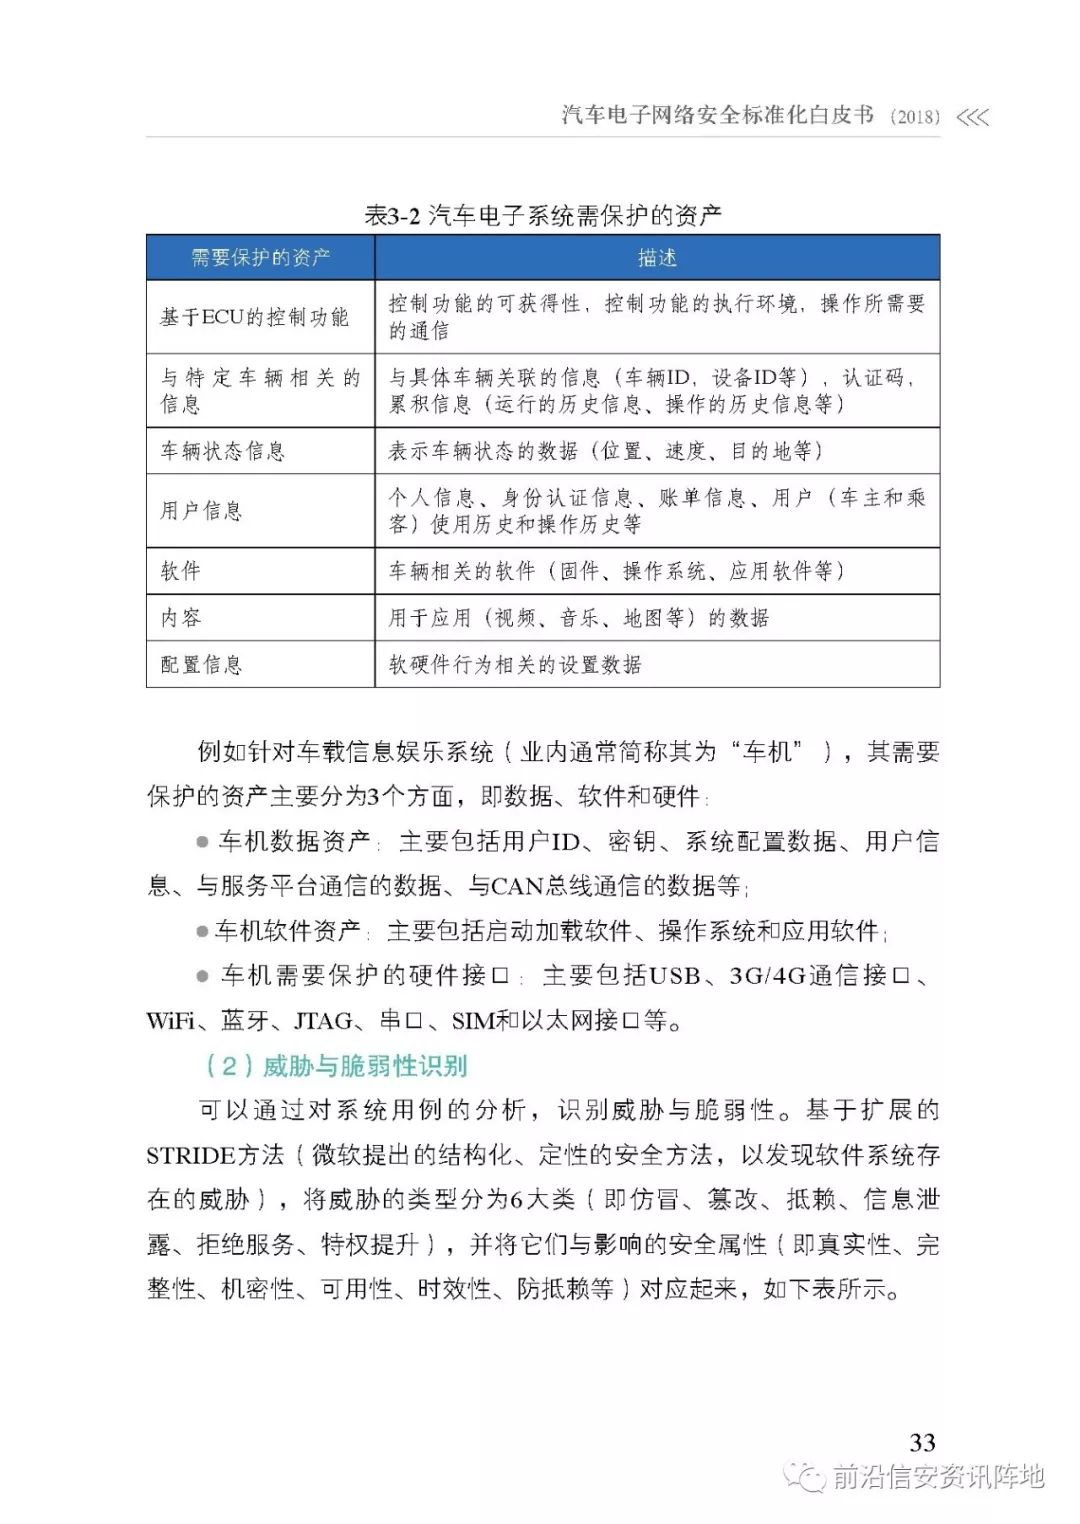 汽车电子网络安全标准化白皮书（2018）
表3-2 汽车电子系统需保护的资产
需要保护的资产
描述
基于ECU的控制功能
控制功能的可获得性，控制功能的执行环境，操作所需要
的通信
与特定车辆相关的
信息
与具体车辆关联的信息（车辆ID，设备ID等），认证码，
累积信息（运行的历史信息、操作的历史信息等）
车辆状态信息
表示车辆状态的数据（位置、速度、目的地等）
用户信息
个人信息、身份认证信息、账单信息、用户（车主和乘
客）使用历史和操作历史等
软件
车辆相关的软件（固件、操作系统、应用软件等）
内容
用于应用（视频、音乐、地图等）的数据
配置信息
软硬件行为相关的设置数据
例如针对车载信息娱乐系统（业内通常简称其为“车机”），其需要
保护的资产主要分为3个方面，即数据、软件和硬件：
● 车机数据资产：主要包括用户ID、密钥、系统配置数据、用户信
息、与服务平台通信的数据、与CAN总线通信的数据等；
● 车机软件资产：主要包括启动加载软件、操作系统和应用软件；
● 车机需要保护的硬件接口：主要包括USB、3G/4G通信接口、
WiFi、蓝牙、JTAG、串口、SIM和以太网接口等。
（2）威胁与脆弱性识别
可以通过对系统用例的分析，识别威胁与脆弱性。基于扩展的
STRIDE方法（微软提出的结构化、定性的安全方法，以发现软件系统存
在的威胁），将威胁的类型分为6大类（即仿冒、篡改、抵赖、信息泄
露、拒绝服务、特权提升），并将它们与影响的安全属性（即真实性、完
整性、机密性、可用性、时效性、防抵赖等）对应起来，如下表所示。
33
前沿信安资讯阵地